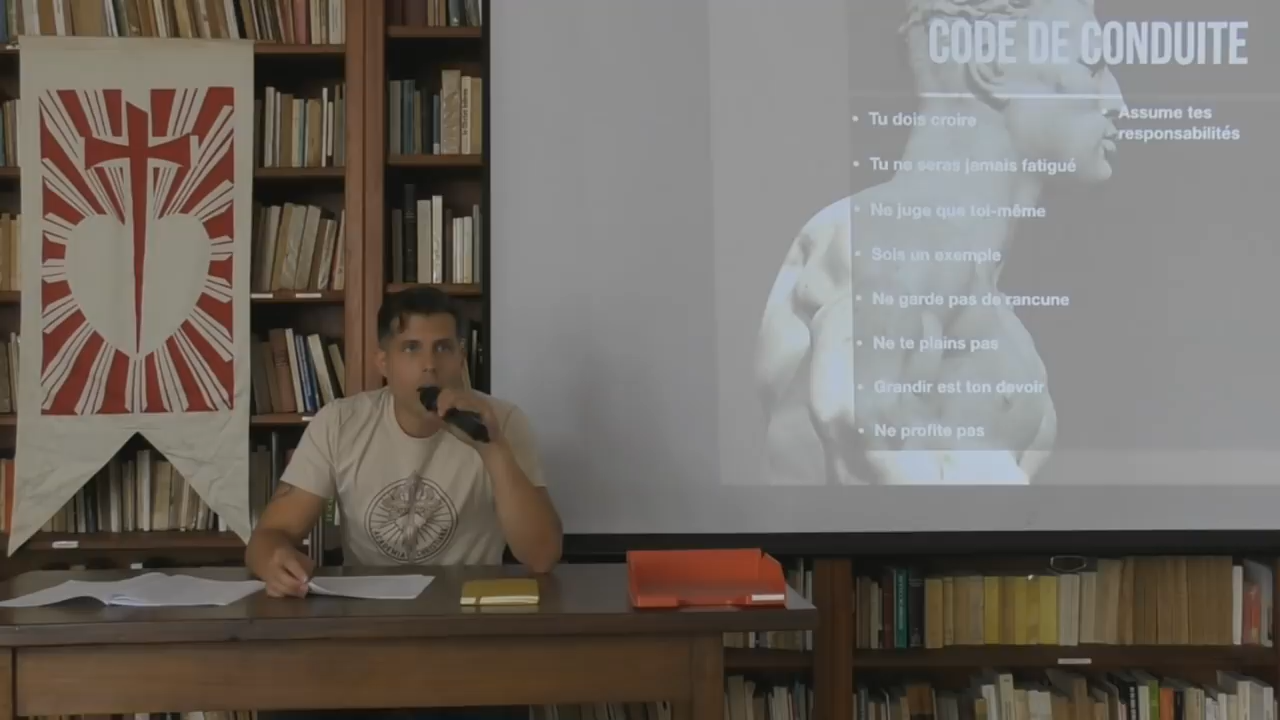 CODE DE CONDUITE
Tu dois croire
Tu ne seras jamais fatigué
Ne juge que toi-même
Sois un exemple
Ne garde pas de rancune
Ne te plains pas
Grandir est ton devoir
Ne profite pas
Assume tes
responsabilités